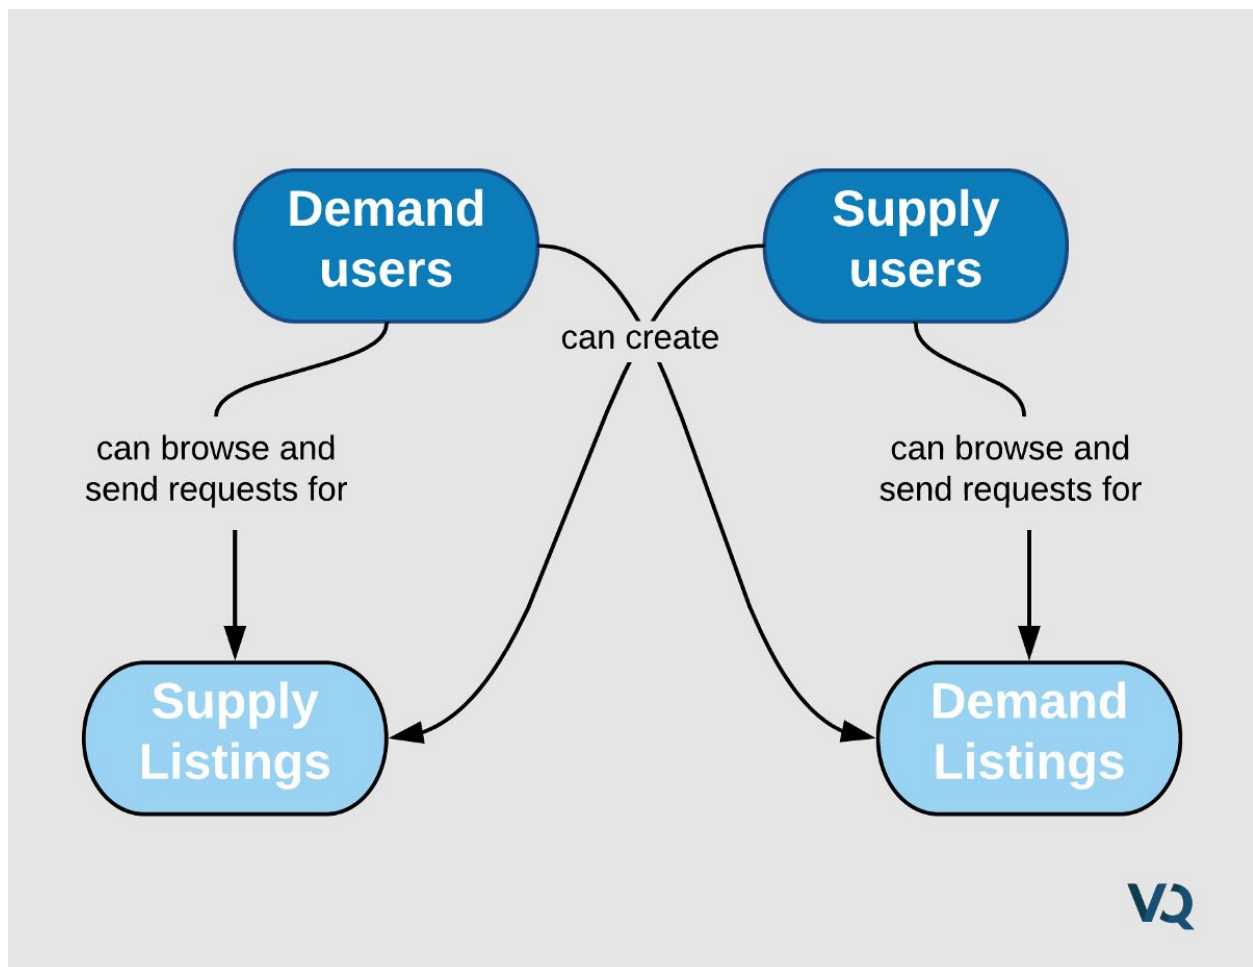 Demand
users
Supply
users
can create
can browse and
send requests for
can browse and
send requests for
Supply
Listings
Demand
Listings
VQ